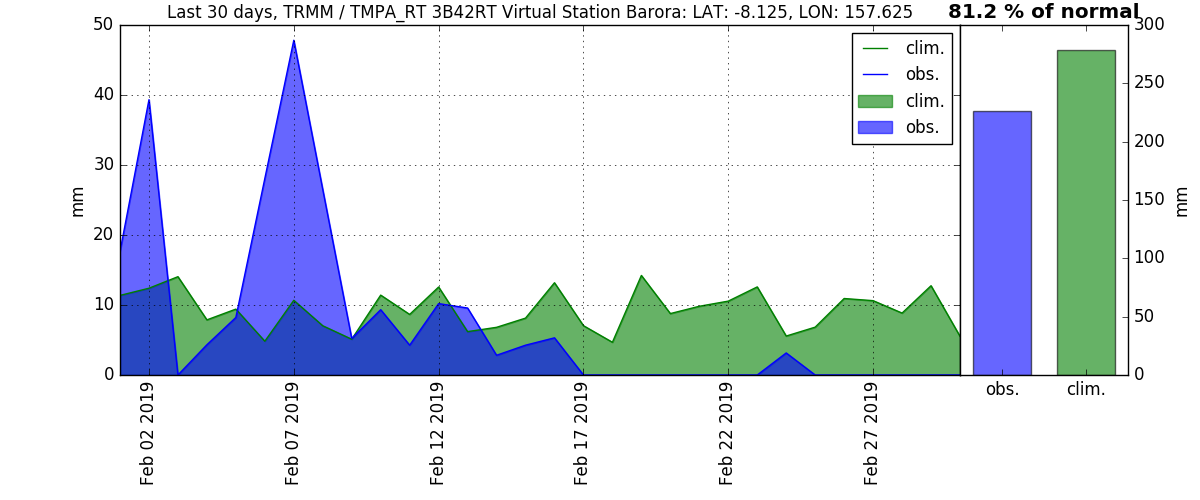 Last 30 days, TRMM / TMPA_RT 3B42RT Virtual Station Barora: LAT: -8.125, LON: 157.625
81.2 % of normal
50
40
30
20
10
0
mm
clim.
obs.
clim.
obs.
Feb 02 2019
Feb 07 2019
Feb 12 2019
Feb 17 2019
Feb 22 2019
Feb 27 2019
300
250
200
150
100
50
0
mm
obs.
clim.